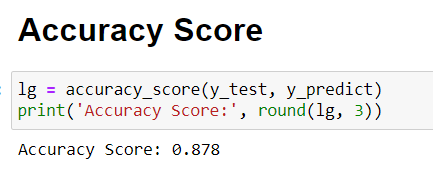 Accuracy Score
lg = accuracy_score(y_test, y_predict)
print('Accuracy Score:', round(lg, 3))
Accuracy Score: 0.878